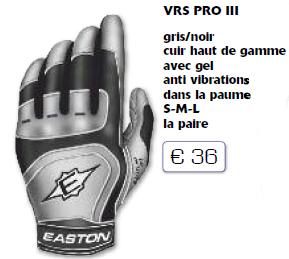 VRS PRO III
gris/noir
cuir haut de gamme
avec gel
anti vibrations
dans la paume
S-M-L
la paire
€ 36
EASTON